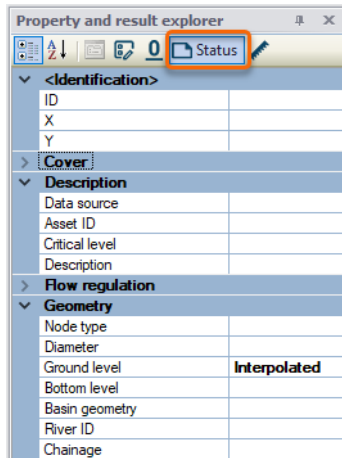 Property and result explorer
A Z 0 Status
<Identification>
ID
X
Y
Cover
Description
Data source
Asset ID
Critical level
Description
Flow regulation
Geometry
Node type
Diameter
Ground level Interpolated
Bottom level
Basin geometry
River ID
Chainage